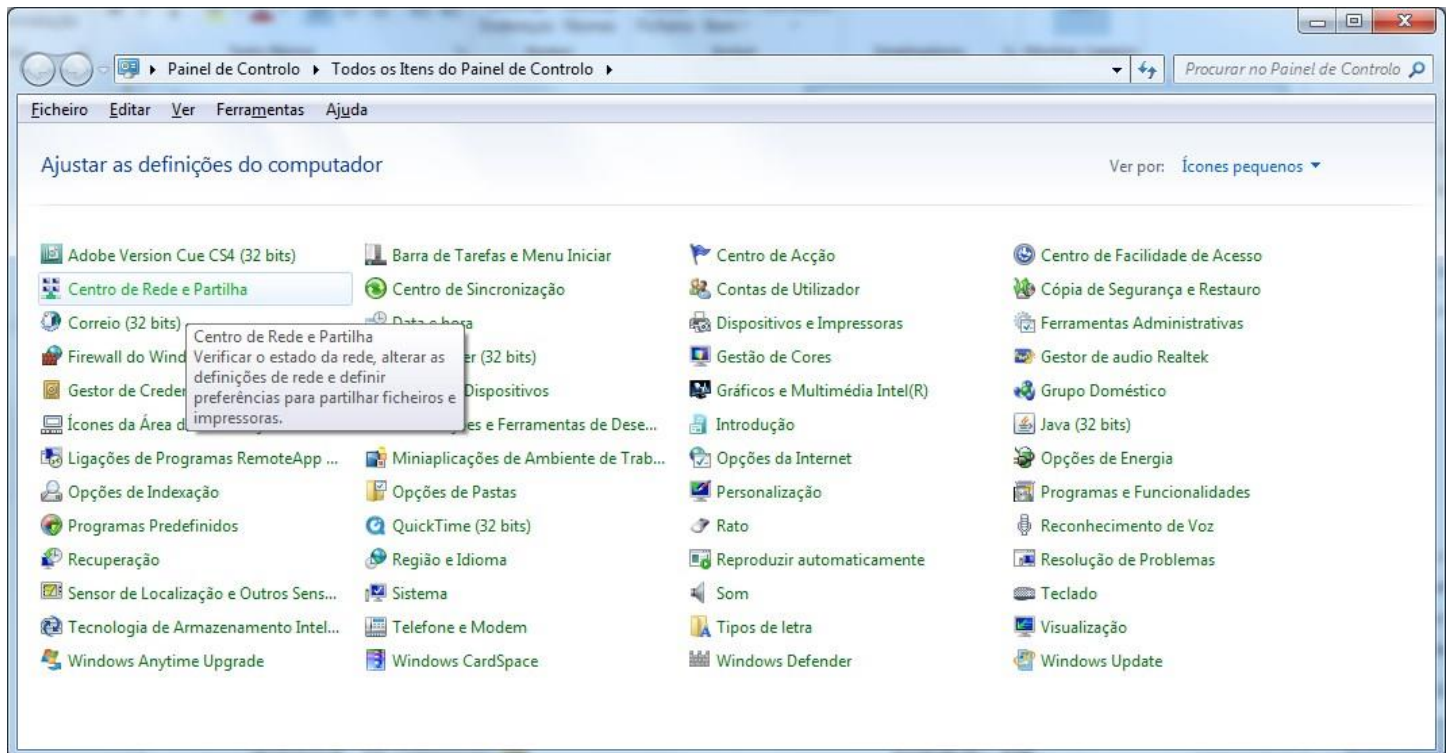 Painel de Controlo ▸ Todos os Itens do Painel de Controlo ▸
Procurar no Painel de Controlo
Ficheiro Editar Ver Ferramentas Ajuda
Ajustar as definições do computador
Ver por: Ícones pequenos
Adobe Version Cue CS4 (32 bits) Barra de Tarefas e Menu Iniciar Centro de Acção Centro de Facilidade de Acesso
Centro de Rede e Partilha Centro de Sincronização Contas de Utilizador Cópia de Segurança e Restauro
Correio (32 bits) Data e hora Dispositivos e Impressoras Ferramentas Administrativas
Centro de Rede e Partilha
Verificar o estado da rede, alterar as
definições de rede e definir
preferências para partilhar ficheiros e
impressoras.
Firewall do Wind er (32 bits) Gestão de Cores Gestor de audio Realtek
Gestor de Creder Dispositivos Gráficos e Multimédia Intel(R) Grupo Doméstico
Ícones da Área d es e Ferramentas de Dese... Introdução Java (32 bits)
Ligações de Programas RemoteApp ... Miniaplicações de Ambiente de Trab... Opções da Internet Opções de Energia
Opções de Indexação Opções de Pastas Personalização Programas e Funcionalidades
Programas Predefinidos QuickTime (32 bits) Rato Reconhecimento de Voz
Recuperação Região e Idioma Reproduzir automaticamente Resolução de Problemas
Sensor de Localização e Outros Sens... Sistema Som Teclado
Tecnologia de Armazenamento Intel... Telefone e Modem Tipos de letra Visualização
Windows Anytime Upgrade Windows CardSpace Windows Defender Windows Update